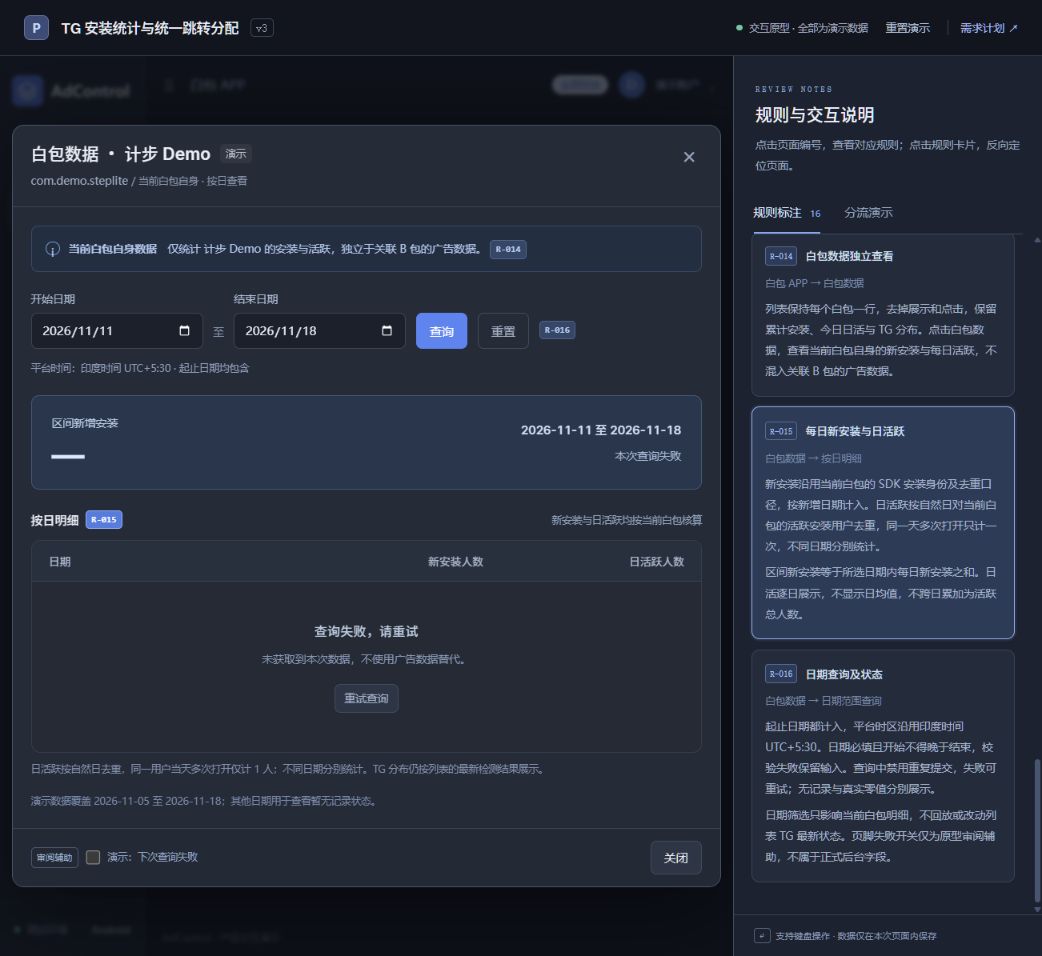 P TG 安装统计与统一跳转分配 v3
交互原型 · 全部为演示数据 重置演示 需求计划 ↗
AdControl 白包 APP
白包数据 · 计步 Demo 演示
com.demo.steplite / 当前白包自身 · 按日查看
当前白包自身数据 仅统计 计步 Demo 的安装与活跃，独立于关联 B 包的广告数据。 R-014
开始日期 结束日期
2026/11/11 至 2026/11/18 查询 重置 R-016
平台时间：印度时间 UTC+5:30 · 起止日期均包含
区间新增安装
2026-11-11 至 2026-11-18
—
本次查询失败
按日明细 R-015 新安装与日活跃均按当前白包核算
日期 新安装人数 日活跃人数
查询失败，请重试
未获取到本次数据，不使用广告数据替代。
重试查询
日活跃按自然日去重，同一用户当天多次打开仅计 1 人；不同日期分别统计。TG 分布仍按列表的最新检测结果展示。
演示数据覆盖 2026-11-05 至 2026-11-18；其他日期用于查看暂无记录状态。
审阅辅助 演示：下次查询失败 关闭
REVIEW NOTES
规则与交互说明
点击页面编号，查看对应规则；点击规则卡片，反向定
位页面。
规则标注 16 分流演示
R-014 白包数据独立查看
白包 APP → 白包数据
列表保持每个白包一行，去掉展示和点击，保留
累计安装、今日日活与 TG 分布。点击白包数
据，查看当前白包自身的新安装与每日活跃，不
混入关联 B 包的广告数据。
R-015 每日新安装与日活跃
白包数据 → 按日明细
新安装沿用当前白包的 SDK 安装身份及去重口
径，按新增日期计入。日活跃按自然日对当前白
包的活跃安装用户去重，同一天多次打开只计一
次，不同日期分别统计。
区间新安装等于所选日期内每日新安装之和。日
活逐日展示，不显示日均值，不跨日累加为活跃
总人数。
R-016 日期查询及状态
白包数据 → 日期范围查询
起止日期都计入，平台时区沿用印度时间
UTC+5:30。日期必填且开始不得晚于结束，校
验失败保留输入。查询中禁用重复提交，失败可
重试；无记录与真实零值分别展示。
日期筛选只影响当前白包明细，不回放或改动列
表 TG 最新状态。页脚失败开关仅为原型审阅辅
助，不属于正式后台字段。
↵ 支持键盘操作 · 数据仅在本次页面内保存